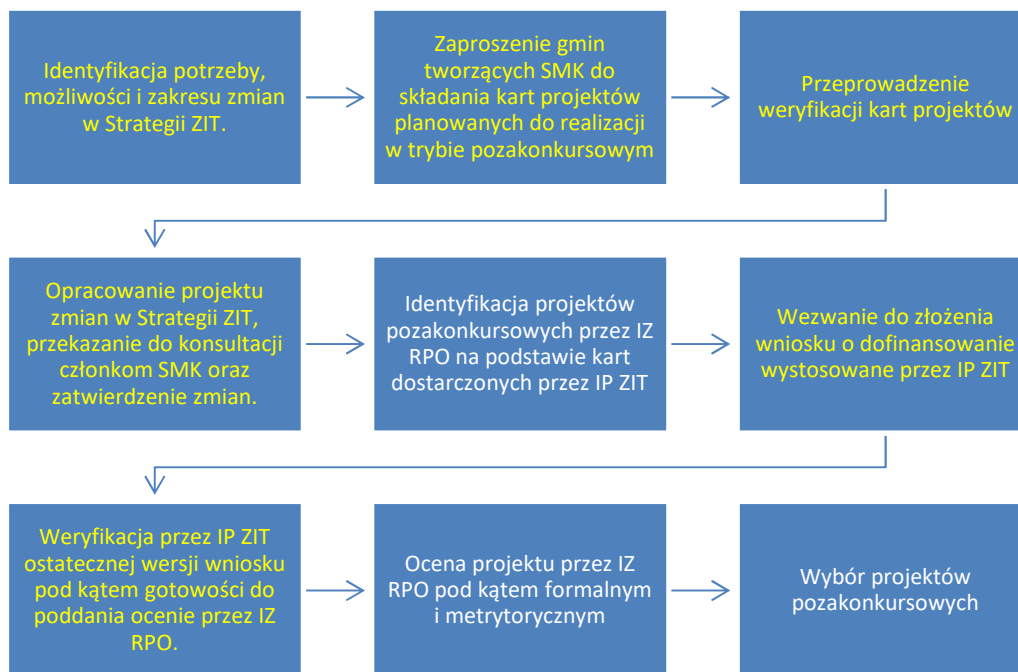 Identyfikacja potrzeby,
możliwości i zakresu zmian
w Strategii ZIT.
Zaproszenie gmin
tworzących SMK do
składania kart projektów
planowanych do realizacji
w trybie pozakonkursowym
Przeprowadzenie
weryfikacji kart projektów
Opracowanie projektu
zmian w Strategii ZIT,
przekazanie do konsultacji
członkom SMK oraz
zatwierdzenie zmian.
Identyfikacja projektów
pozakonkursowych przez IZ
RPO na podstawie kart
dostarczonych przez IP ZIT
Wezwanie do złożenia
wniosku o dofinansowanie
wystosowane przez IP ZIT
Weryfikacja przez IP ZIT
ostatecznej wersji wniosku
pod kątem gotowości do
poddania ocenie przez IZ
RPO.
Ocena projektu przez IZ
RPO pod kątem formalnym
i metrytorycznym
Wybór projektów
pozakonkursowych